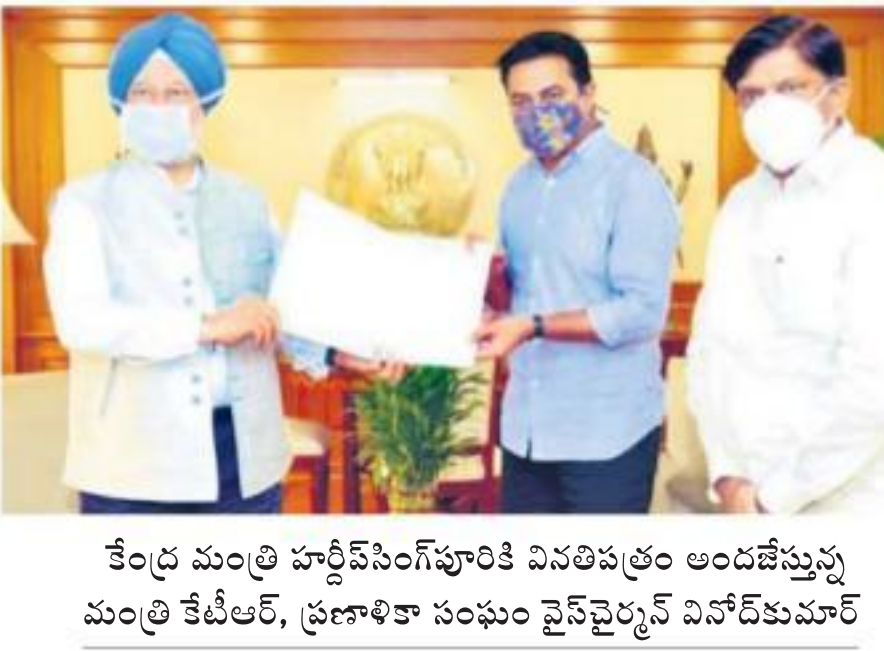 కేంద్ర మంత్రి హర్దీప్‌సింగ్‌పూరికి వినతిపత్రం అందజేస్తున్న
మంత్రి కేటీఆర్, ప్రణాళికా సంఘం వైస్‌చైర్మన్ వినోద్‌కుమార్